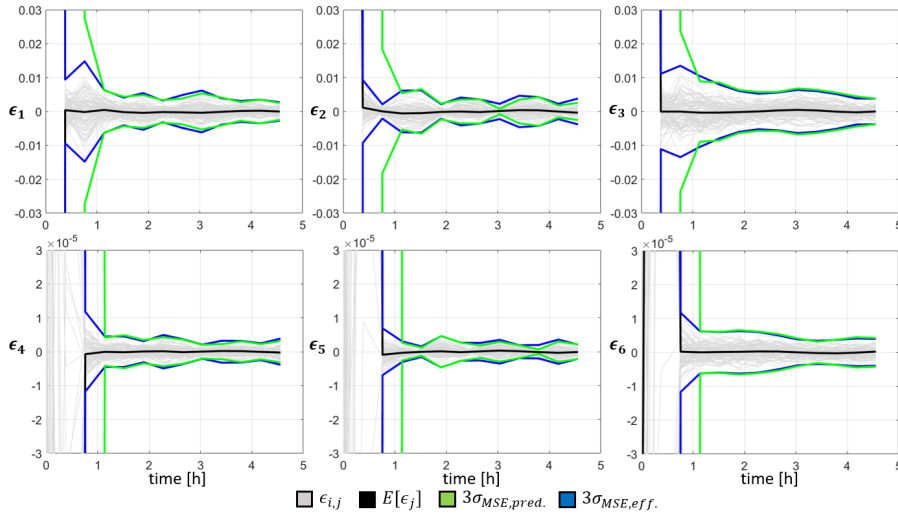 0.03 0.03 0.03
0.02 0.02 0.02
0.01 0.01 0.01
ϵ₁ 0 ϵ₂ 0 ϵ₃ 0
-0.01 -0.01 -0.01
-0.02 -0.02 -0.02
-0.03 -0.03 -0.03
0 1 2 3 4 5 0 1 2 3 4 5 0 1 2 3 4 5
×10⁻⁵ ×10⁻⁵ ×10⁻⁵
3 3 3
2 2 2
1 1 1
ϵ₄ 0 ϵ₅ 0 ϵ₆ 0
-1 -1 -1
-2 -2 -2
-3 -3 -3
0 1 2 3 4 5 0 1 2 3 4 5 0 1 2 3 4 5
time [h] time [h] time [h]
ϵᵢ,ⱼ E[ϵⱼ] 3σ_MSE,pred. 3σ_MSE,eff.